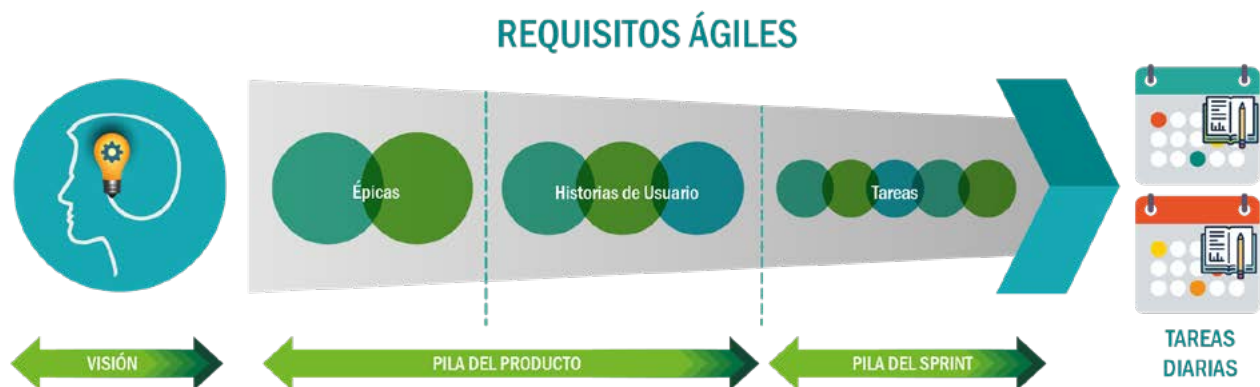 REQUISITOS ÁGILES
Épicas
Historias de Usuario
Tareas
VISIÓN
PILA DEL PRODUCTO
PILA DEL SPRINT
TAREAS
DIARIAS